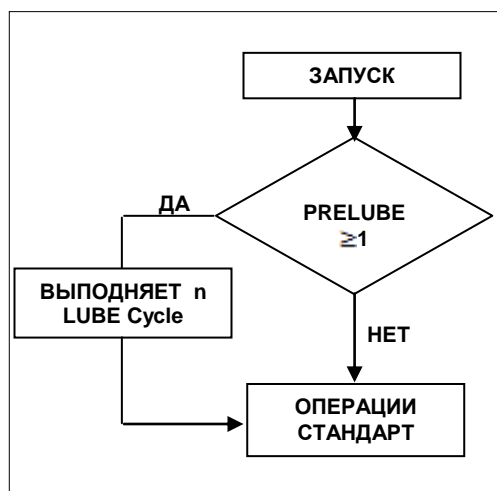 ЗАПУСК
PRELUBE
≥1
ДА
ВЫПОДНЯЕТ n
LUBE Cycle
НЕТ
ОПЕРАЦИИ
СТАНДАРТ